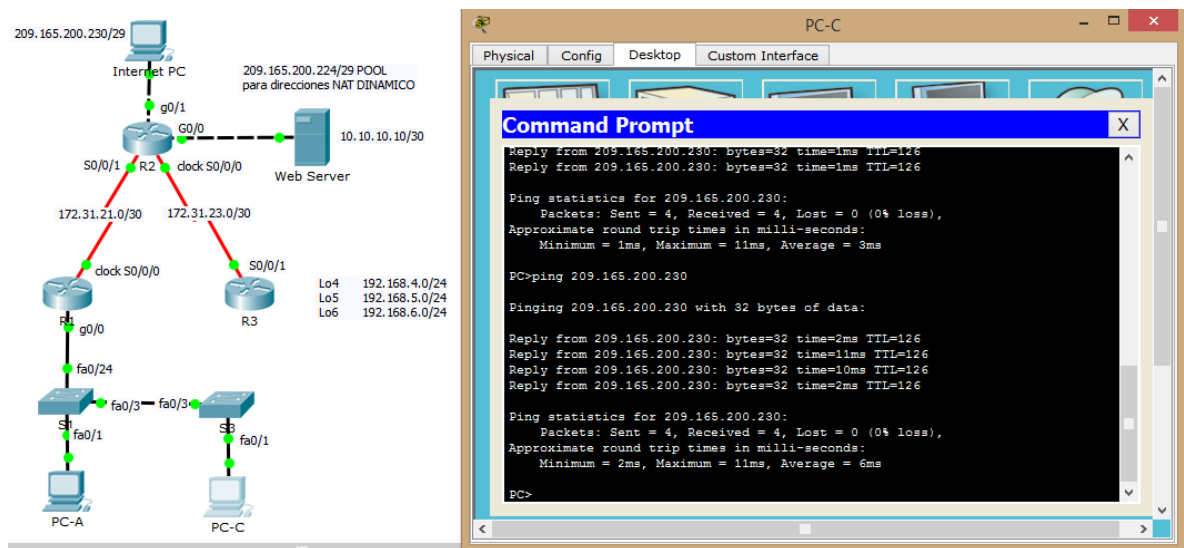 209.165.200.230/29
Internet PC
209.165.200.224/29 POOL
para direcciones NAT DINAMICO
g0/1
G0/0
10.10.10.10/30
S0/0/1
R2
clock S0/0/0
Web Server
172.31.21.0/30
172.31.23.0/30
clock S0/0/0
S0/0/1
Lo4 192.168.4.0/24
Lo5 192.168.5.0/24
Lo6 192.168.6.0/24
R1
R3
g0/0
fa0/24
fa0/3
fa0/3
S1
S3
fa0/1
fa0/1
PC-A
PC-C
PC-C
Physical Config Desktop Custom Interface
Command Prompt
X
Reply from 209.165.200.230: bytes=32 time=1ms TTL=126
Reply from 209.165.200.230: bytes=32 time=1ms TTL=126
Ping statistics for 209.165.200.230:
Packets: Sent = 4, Received = 4, Lost = 0 (0% loss),
Approximate round trip times in milli-seconds:
Minimum = 1ms, Maximum = 11ms, Average = 3ms
PC>ping 209.165.200.230
Pinging 209.165.200.230 with 32 bytes of data:
Reply from 209.165.200.230: bytes=32 time=2ms TTL=126
Reply from 209.165.200.230: bytes=32 time=11ms TTL=126
Reply from 209.165.200.230: bytes=32 time=10ms TTL=126
Reply from 209.165.200.230: bytes=32 time=2ms TTL=126
Ping statistics for 209.165.200.230:
Packets: Sent = 4, Received = 4, Lost = 0 (0% loss),
Approximate round trip times in milli-seconds:
Minimum = 2ms, Maximum = 11ms, Average = 6ms
PC>